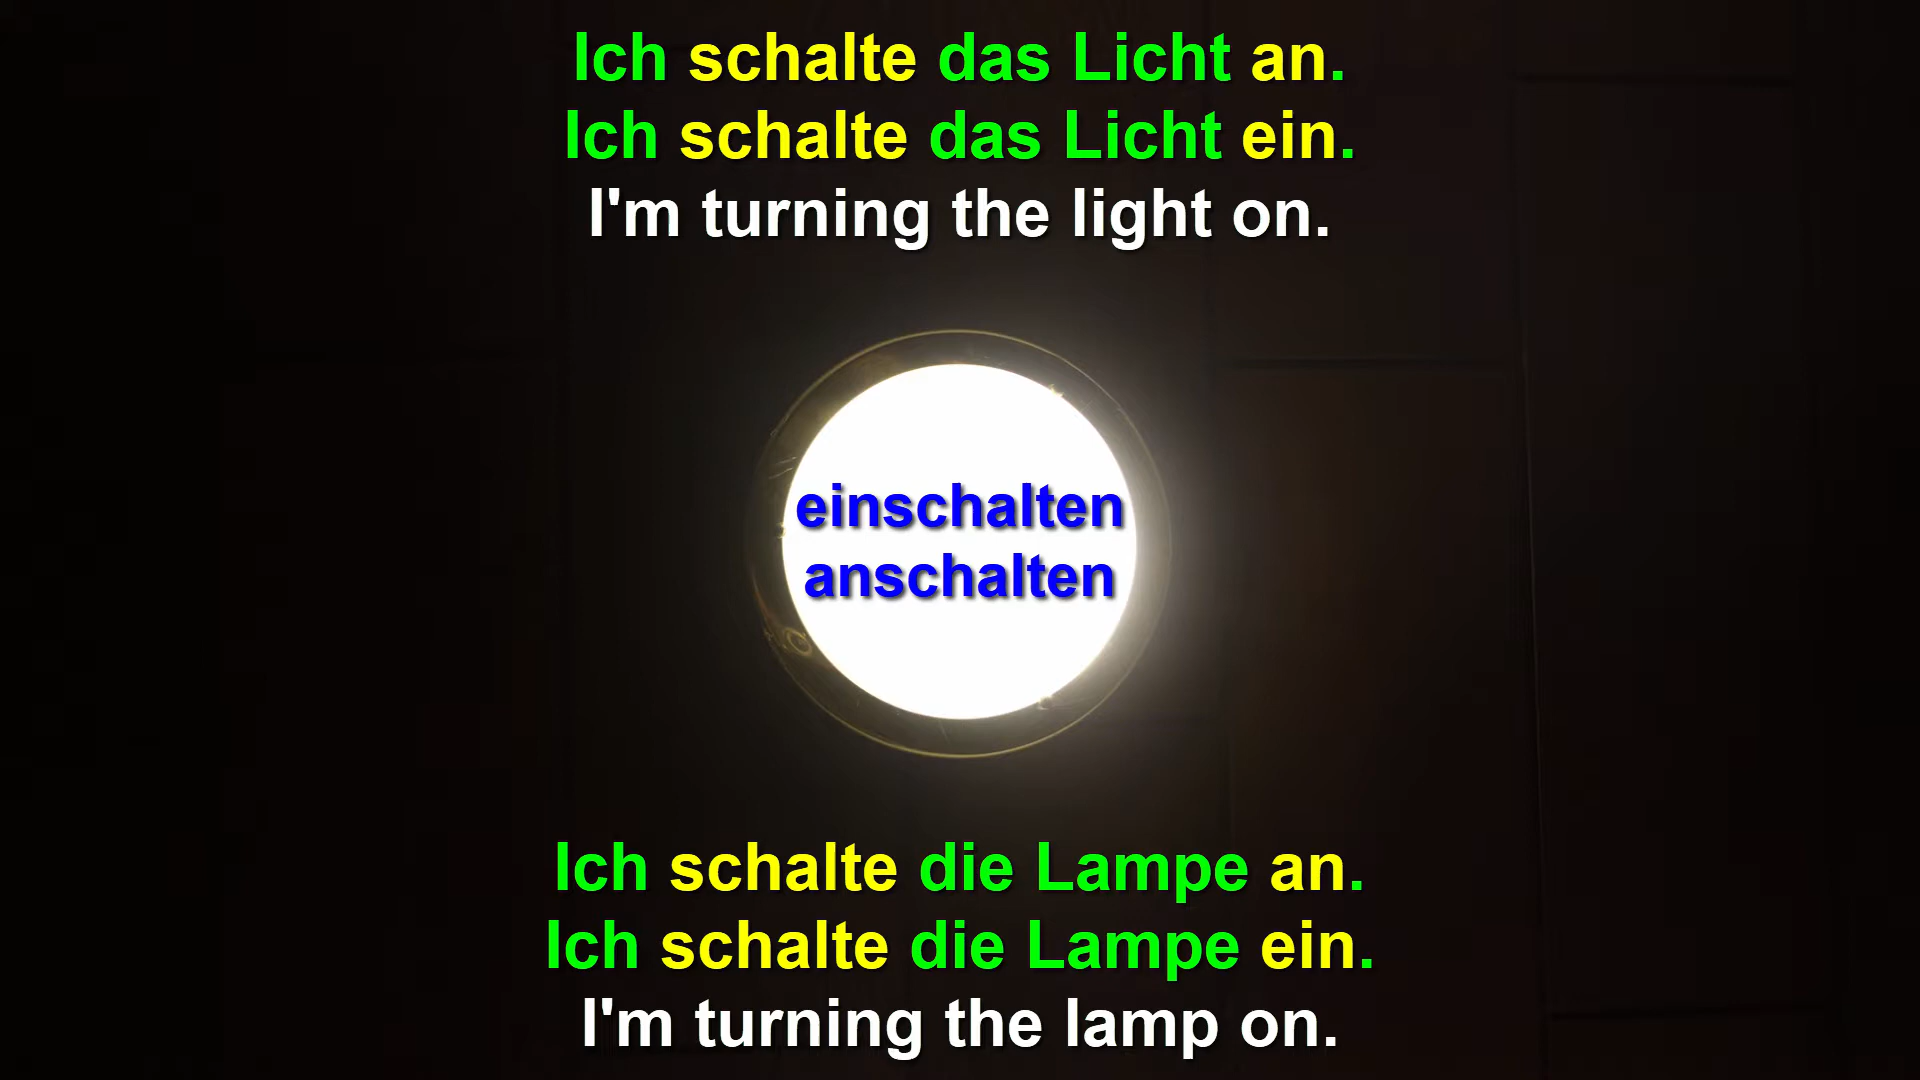 Ich schalte das Licht an.
Ich schalte das Licht ein.
I'm turning the light on.
einschalten
anschalten
Ich schalte die Lampe an.
Ich schalte die Lampe ein.
I'm turning the lamp on.